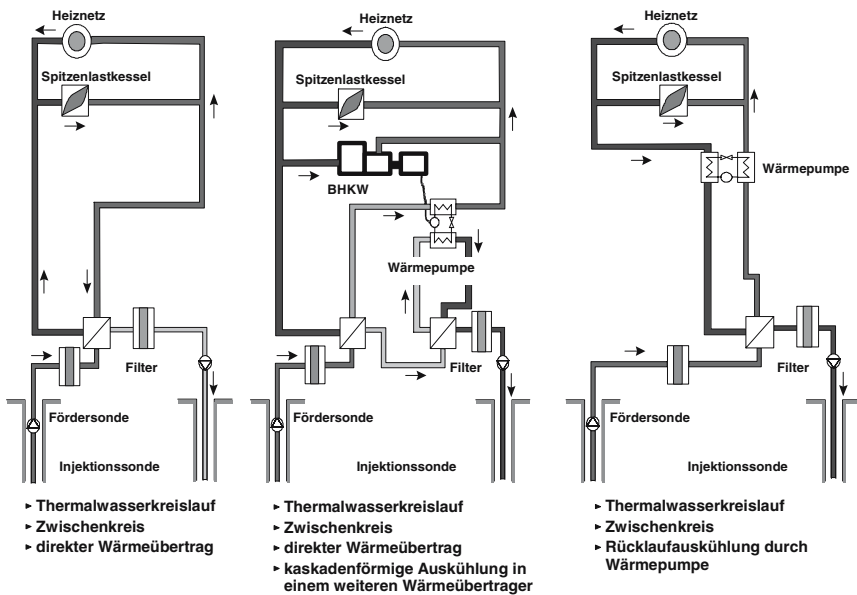 Heiznetz
Spitzenlastkessel
Filter
Fördersonde
Injektionssonde
▸ Thermalwasserkreislauf
▸ Zwischenkreis
▸ direkter Wärmeübertrag
Heiznetz
Spitzenlastkessel
BHKW
Wärmepumpe
Filter
Fördersonde
Injektionssonde
▸ Thermalwasserkreislauf
▸ Zwischenkreis
▸ direkter Wärmeübertrag
▸ kaskadenförmige Auskühlung in
einem weiteren Wärmeübertrager
Heiznetz
Spitzenlastkessel
Wärmepumpe
Filter
Fördersonde
Injektionssonde
▸ Thermalwasserkreislauf
▸ Zwischenkreis
▸ Rücklaufauskühlung durch
Wärmepumpe